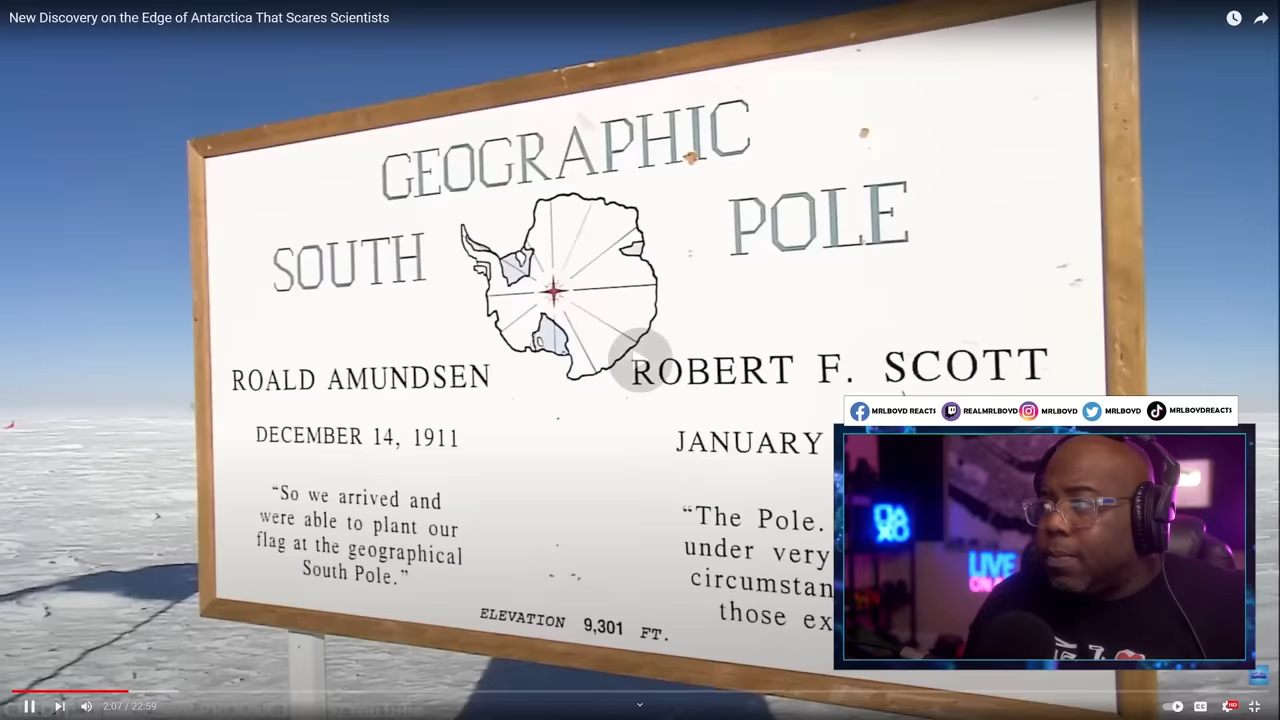 New Discovery on the Edge of Antarctica That Scares Scientists
GEOGRAPHIC
SOUTH POLE
ROALD AMUNDSEN
DECEMBER 14, 1911
“So we arrived and
were able to plant our
flag at the geographical
South Pole.”
ROBERT F. SCOTT
JANUARY
“The Pole.
under very
circumstan
those ex
ELEVATION 9,301 FT.
MRLBOYD REACTS REALMRLBOYD MRLBOYD MRLBOYD MRLBOYDREACTS
LIVE
2:07 / 22:59
CC
HD